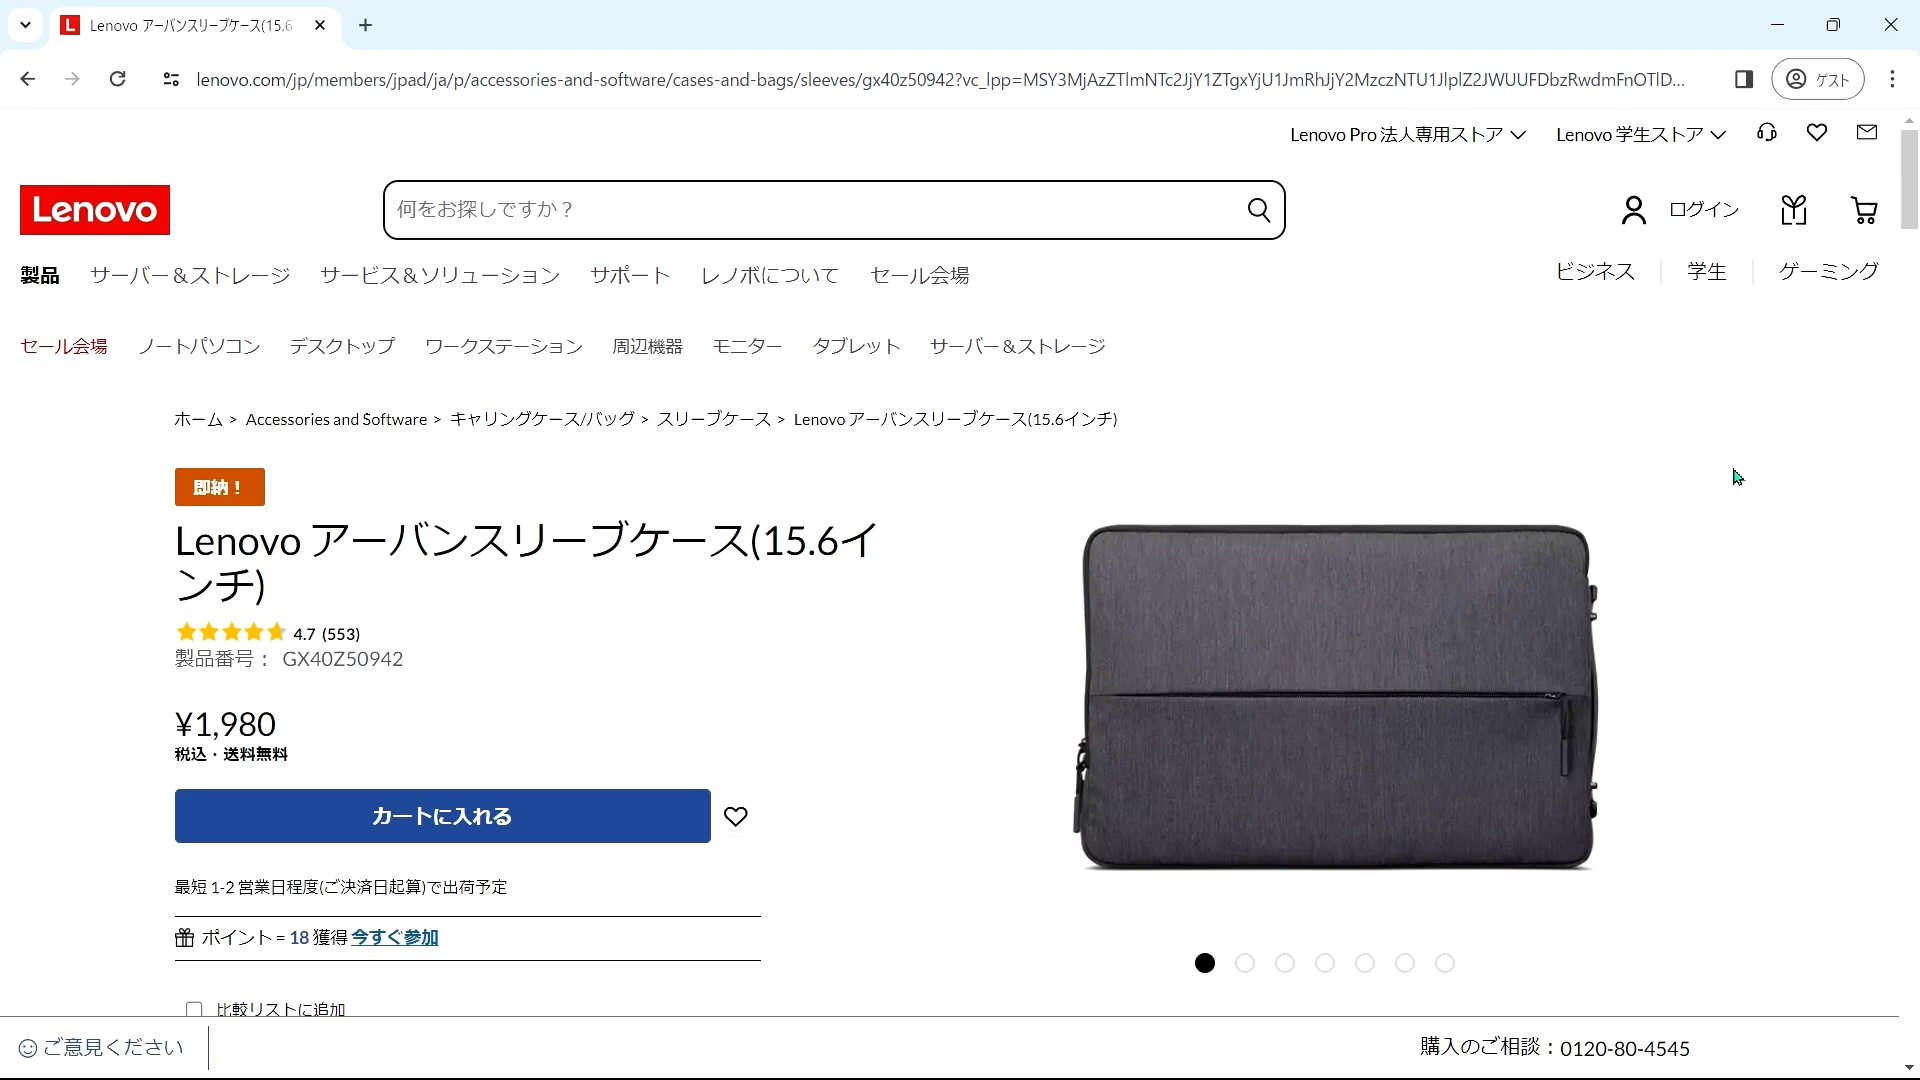 Lenovo アーバンスリーブケース(15.6
lenovo.com/jp/members/jpad/ja/p/accessories-and-software/cases-and-bags/sleeves/gx40z50942?vc_lpp=MSY3MjAzZTlmNTc2JjY1ZTgxYjU1JmRhJjY2MzczNTU1JlplZ2JWUUFDbzRwdmFnOTlD...
ゲスト
Lenovo Pro 法人専用ストア
Lenovo 学生ストア
Lenovo
何をお探しですか？
ログイン
製品 サーバー＆ストレージ サービス＆ソリューション サポート レノボについて セール会場
ビジネス 学生 ゲーミング
セール会場 ノートパソコン デスクトップ ワークステーション 周辺機器 モニター タブレット サーバー＆ストレージ
ホーム > Accessories and Software > キャリングケース/バッグ > スリーブケース > Lenovo アーバンスリーブケース(15.6インチ)
即納！
Lenovo アーバンスリーブケース(15.6イ
ンチ)
4.7 (553)
製品番号： GX40Z50942
¥1,980
税込・送料無料
カートに入れる
最短 1-2 営業日程度(ご決済日起算)で出荷予定
ポイント = 18 獲得 今すぐ参加
比較リストに追加
ご意見ください
購入のご相談：0120-80-4545